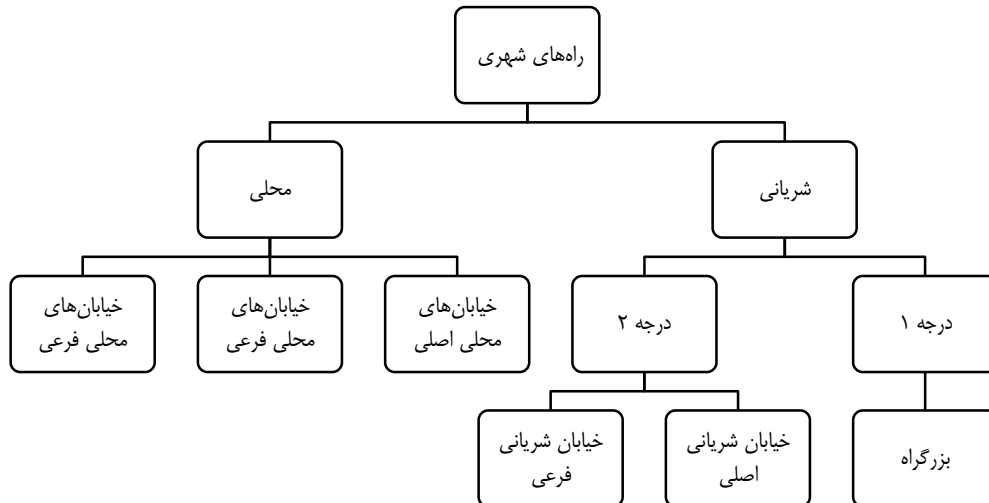 راه‌های شهری
شریانی
محلی
درجه ۱
درجه ۲
خیابان‌های
محلی اصلی
خیابان‌های
محلی فرعی
خیابان‌های
محلی فرعی
بزرگراه
خیابان شریانی
اصلی
خیابان شریانی
فرعی